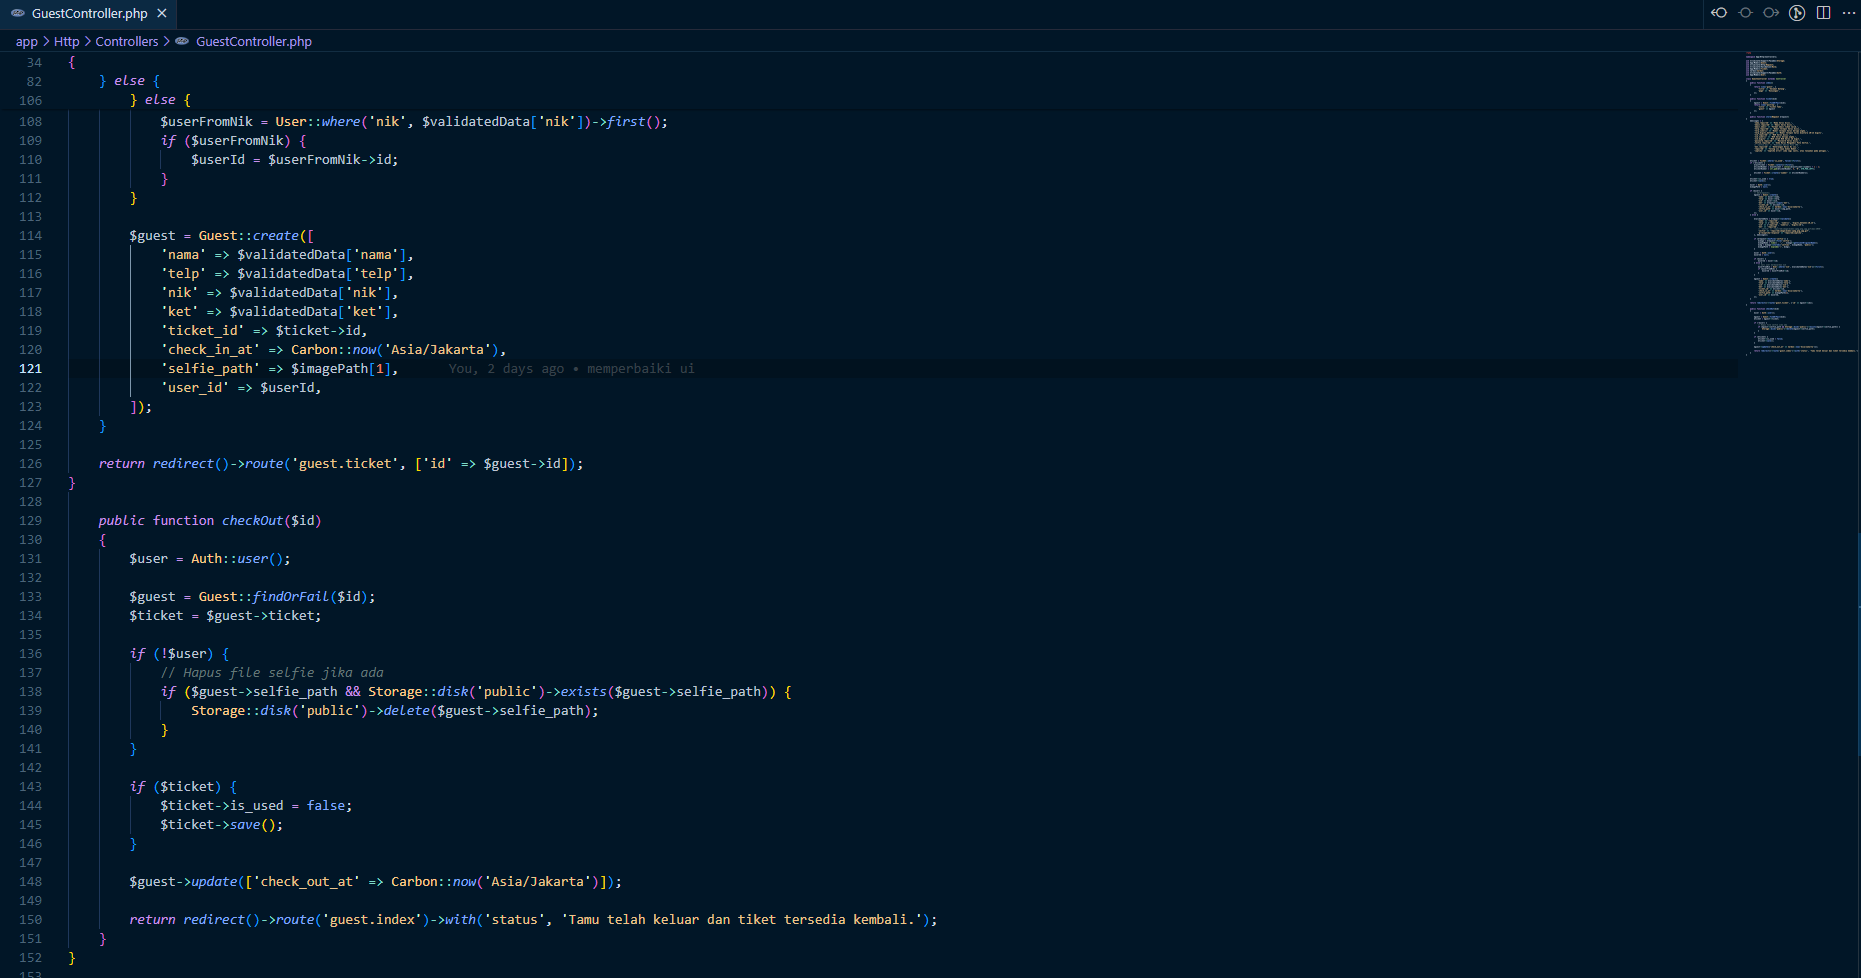 GuestController.php
app > Http > Controllers > GuestController.php
34 {
82 } else {
106 } else {
108 $userFromNik = User::where('nik', $validatedData['nik'])->first();
109 if ($userFromNik) {
110 $userId = $userFromNik->id;
111 }
112 }
113
114 $guest = Guest::create([
115 'nama' => $validatedData['nama'],
116 'telp' => $validatedData['telp'],
117 'nik' => $validatedData['nik'],
118 'ket' => $validatedData['ket'],
119 'ticket_id' => $ticket->id,
120 'check_in_at' => Carbon::now('Asia/Jakarta'),
121 'selfie_path' => $imagePath[1], You, 2 days ago • memperbaiki ui
122 'user_id' => $userId,
123 ]);
124 }
125
126 return redirect()->route('guest.ticket', ['id' => $guest->id]);
127 }
128
129 public function checkOut($id)
130 {
131 $user = Auth::user();
132
133 $guest = Guest::findOrFail($id);
134 $ticket = $guest->ticket;
135
136 if (!$user) {
137 // Hapus file selfie jika ada
138 if ($guest->selfie_path && Storage::disk('public')->exists($guest->selfie_path)) {
139 Storage::disk('public')->delete($guest->selfie_path);
140 }
141 }
142
143 if ($ticket) {
144 $ticket->is_used = false;
145 $ticket->save();
146 }
147
148 $guest->update(['check_out_at' => Carbon::now('Asia/Jakarta')]);
149
150 return redirect()->route('guest.index')->with('status', 'Tamu telah keluar dan tiket tersedia kembali.');
151 }
152 }
153